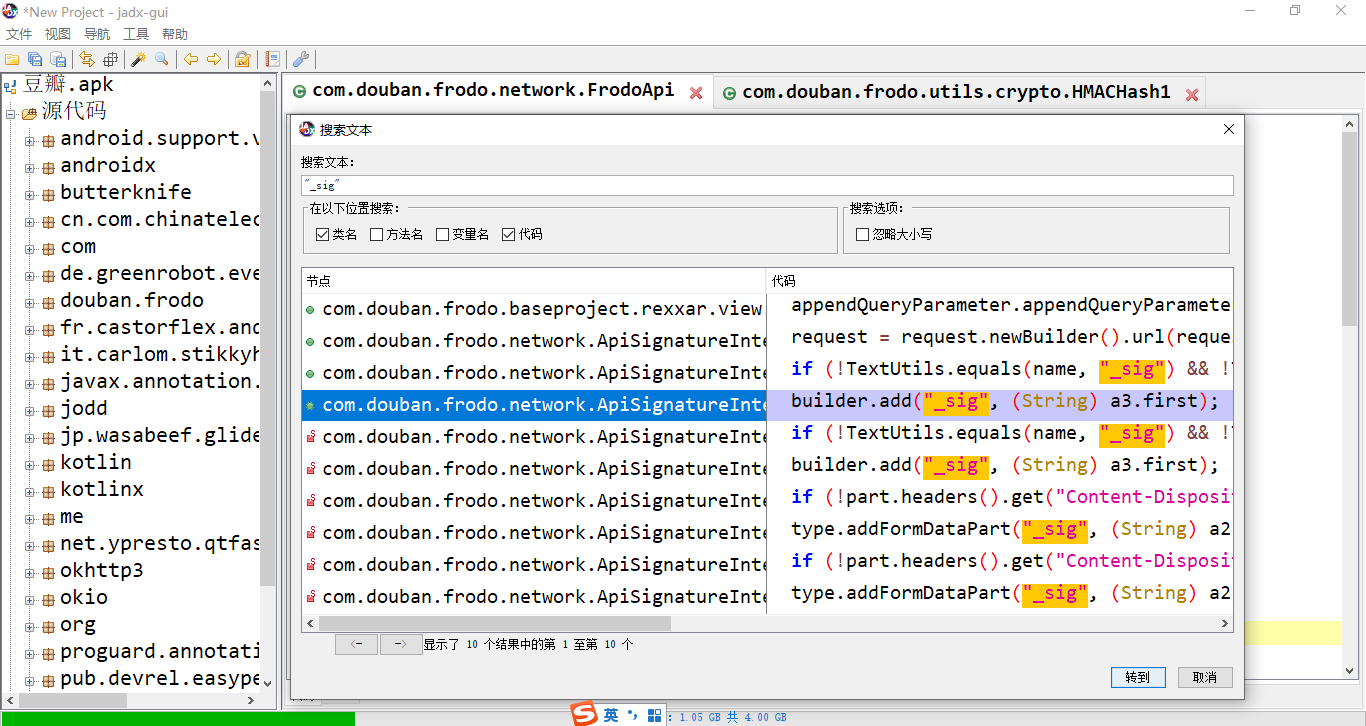 *New Project - jadx-gui
文件 视图 导航 工具 帮助
豆瓣.apk
源代码
android.support.v
androidx
butterknife
cn.com.chinatelec
com
de.greenrobot.eve
douban.frodo
fr.castorflex.and
it.carlom.stikkyh
javax.annotation.
jodd
jp.wasabeef.glide
kotlin
kotlinx
me
net.ypresto.qtfas
okhttp3
okio
org
proguard.annotati
pub.devrel.easype
com.douban.frodo.network.FrodoApi com.douban.frodo.utils.crypto.HMACHash1
搜索文本
搜索文本:
"_sig"
在以下位置搜索: 搜索选项:
类名 方法名 变量名 代码 忽略大小写
节点 代码
com.douban.frodo.baseproject.rexxar.view appendQueryParameter.appendQueryParamete
com.douban.frodo.network.ApiSignatureInte request = request.newBuilder().url(reque
com.douban.frodo.network.ApiSignatureInte if (!TextUtils.equals(name, "_sig") && !
com.douban.frodo.network.ApiSignatureInte builder.add("_sig", (String) a3.first);
com.douban.frodo.network.ApiSignatureInte if (!TextUtils.equals(name, "_sig") && !
com.douban.frodo.network.ApiSignatureInte builder.add("_sig", (String) a3.first);
com.douban.frodo.network.ApiSignatureInte if (!part.headers().get("Content-Disposi
com.douban.frodo.network.ApiSignatureInte type.addFormDataPart("_sig", (String) a2
com.douban.frodo.network.ApiSignatureInte if (!part.headers().get("Content-Disposi
com.douban.frodo.network.ApiSignatureInte type.addFormDataPart("_sig", (String) a2
<- -> 显示了 10 个结果中的第 1 至第 10 个
转到 取消
S 英 : 1.05 GB 共 4.00 GB